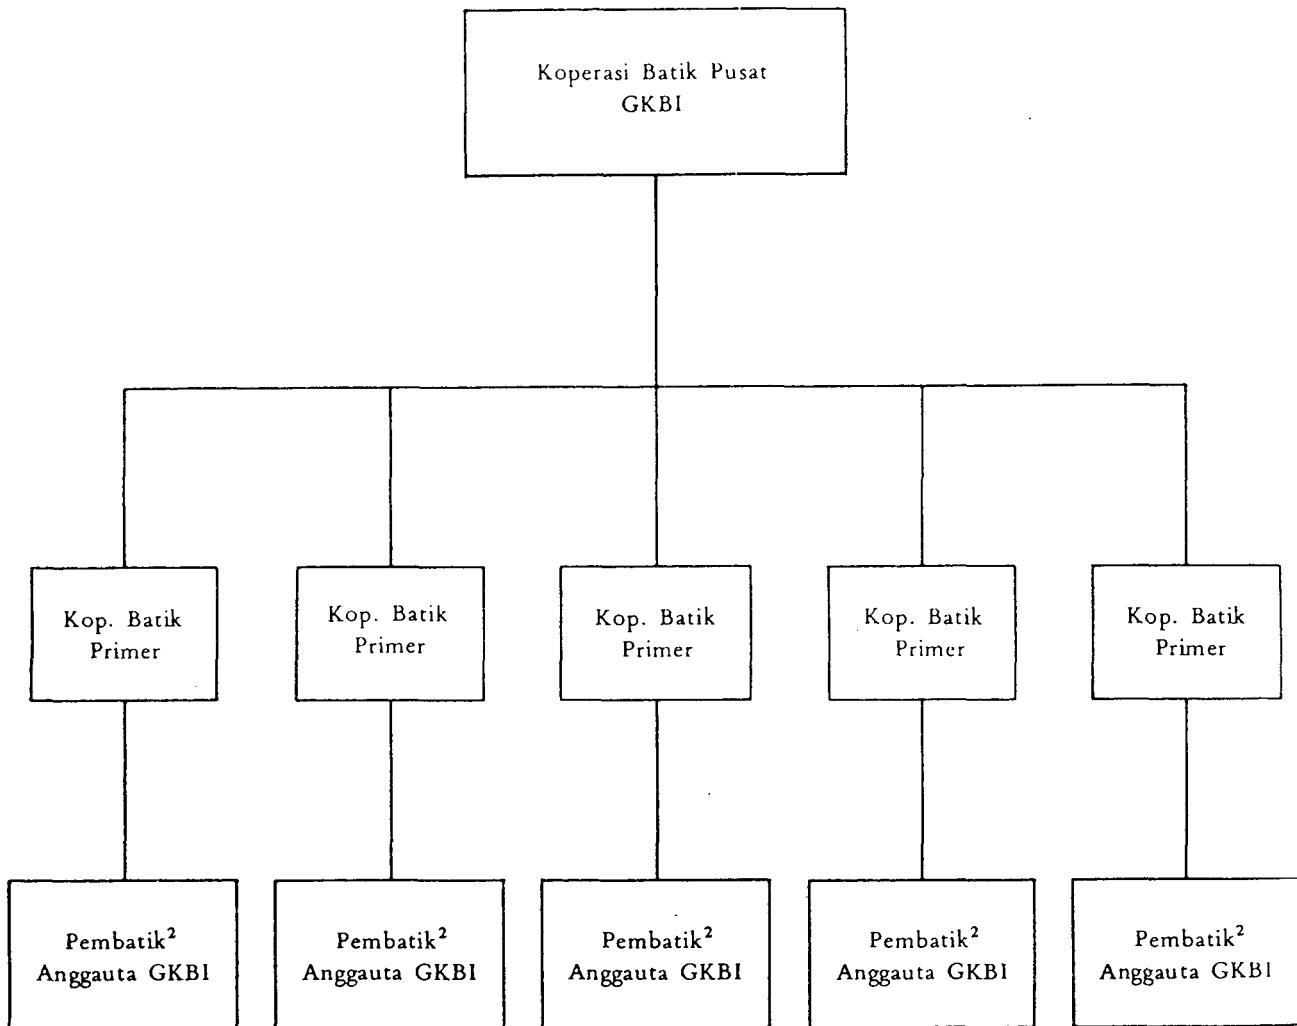 Koperasi Batik Pusat
GKBI
Kop. Batik
Primer
Kop. Batik
Primer
Kop. Batik
Primer
Kop. Batik
Primer
Kop. Batik
Primer
Pembatik²
Anggauta GKBI
Pembatik²
Anggauta GKBI
Pembatik²
Anggauta GKBI
Pembatik²
Anggauta GKBI
Pembatik²
Anggauta GKBI